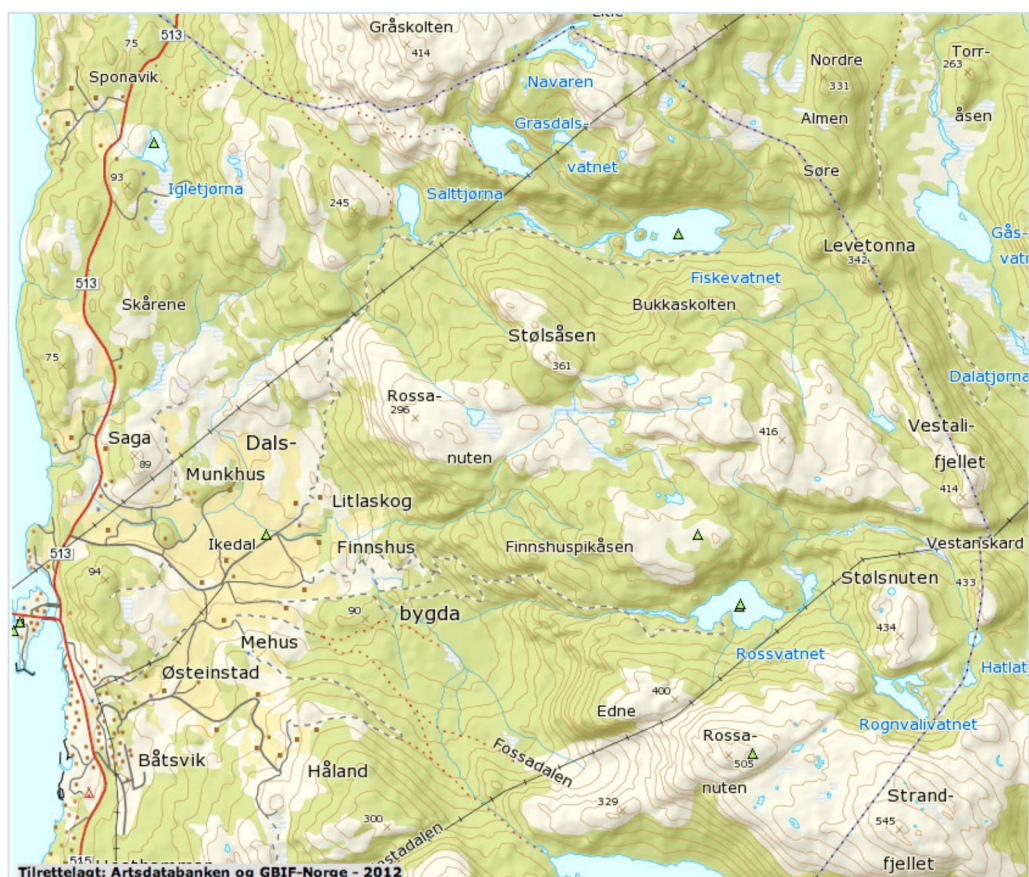 Gråskolten
414
75
513
Sponavik
Navaren
Nordre
331
Torr-
263
åsen
Almen
Grasdals-
vatnet
Søre
93
Igletjørna
Salttjørna
245
Gås-
Levetonna
342
Fiskevatnet
513
Skårene
Bukkaskolten
Stølsåsen
361
75
Dalatjørna
Rossa-
296
nuten
416
Vestali-
fjellet
414
Saga
89
Dals-
Munkhus
Litlaskog
Ikedal
Finnshus
Finnshuspikåsen
Vestanskard
513
94
Stølsnuten
433
90
bygda
434
Mehus
Rossvatnet
Østeinstad
Hatlat
400
Edne
Rognvalivatnet
Rossa-
505
nuten
Fossadalen
Båtsvik
Håland
329
Strand-
545
300
fjellet
515
Tilrettelagt: Artsdatabanken og GBIF-Norge - 2012